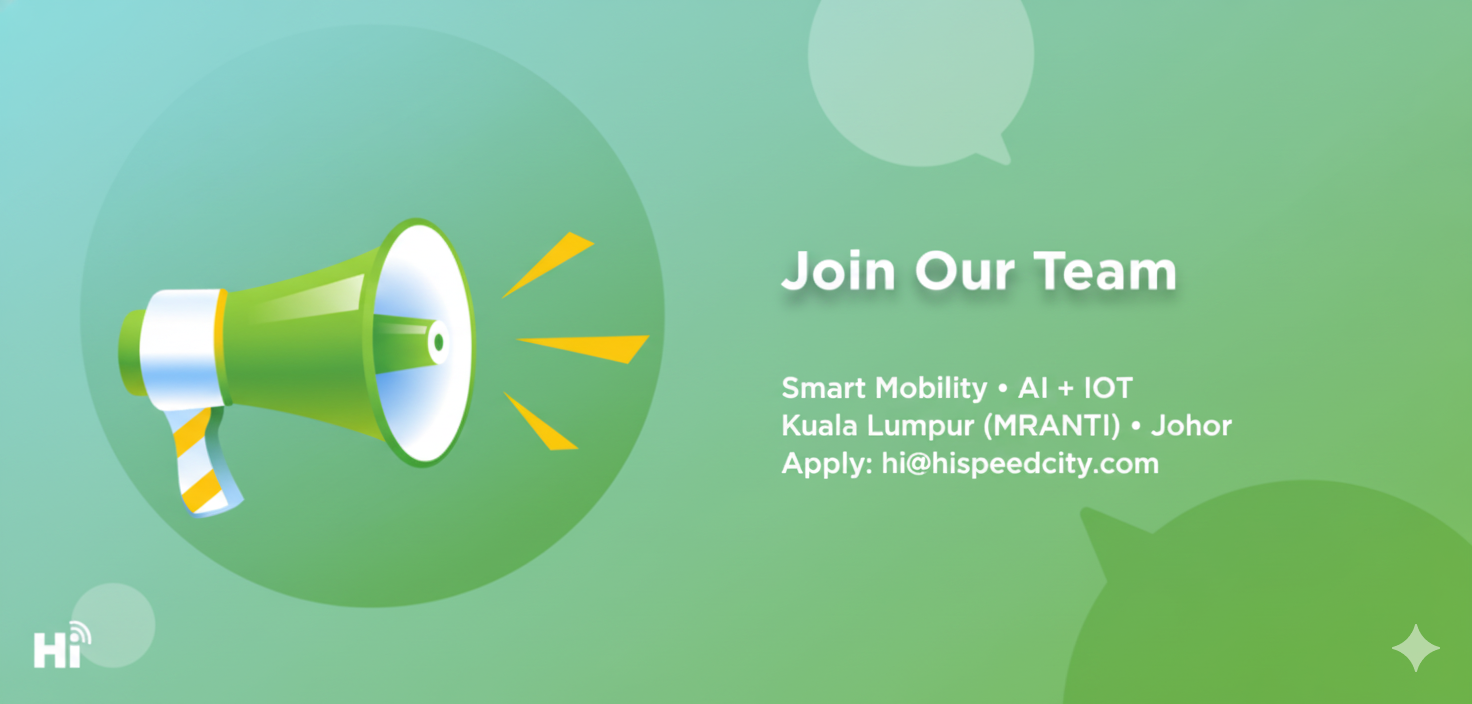 Join Our Team
Smart Mobility • AI + IOT
Kuala Lumpur (MRANTI) • Johor
Apply: hi@hispeedcity.com
Hi